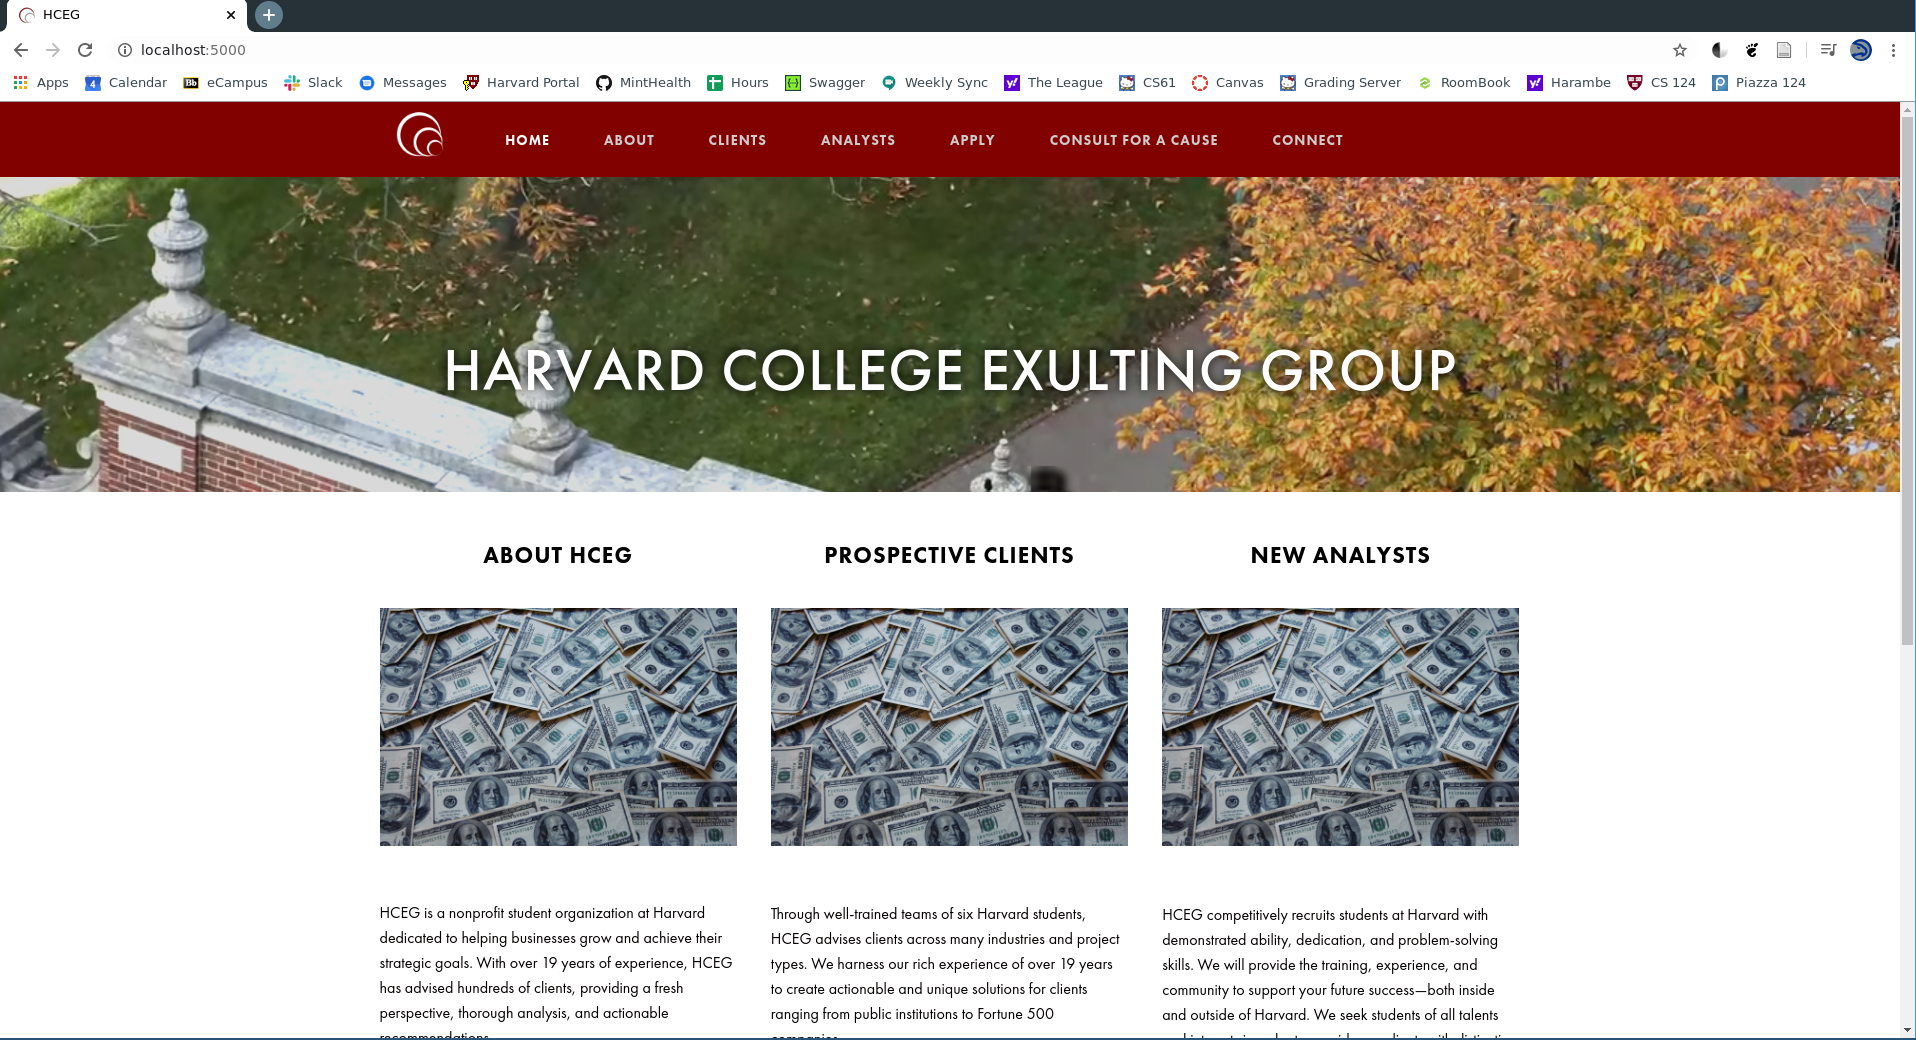 HCEG
localhost:5000
Apps Calendar Bb eCampus Slack Messages Harvard Portal MintHealth Hours Swagger Weekly Sync The League CS61 Canvas Grading Server RoomBook Harambe CS 124 Piazza 124
HOME ABOUT CLIENTS ANALYSTS APPLY CONSULT FOR A CAUSE CONNECT
HARVARD COLLEGE EXULTING GROUP
ABOUT HCEG
HCEG is a nonprofit student organization at Harvard
dedicated to helping businesses grow and achieve their
strategic goals. With over 19 years of experience, HCEG
has advised hundreds of clients, providing a fresh
perspective, thorough analysis, and actionable
recommendations.
PROSPECTIVE CLIENTS
Through well-trained teams of six Harvard students,
HCEG advises clients across many industries and project
types. We harness our rich experience of over 19 years
to create actionable and unique solutions for clients
ranging from public institutions to Fortune 500
companies.
NEW ANALYSTS
HCEG competitively recruits students at Harvard with
demonstrated ability, dedication, and problem-solving
skills. We will provide the training, experience, and
community to support your future success—both inside
and outside of Harvard. We seek students of all talents